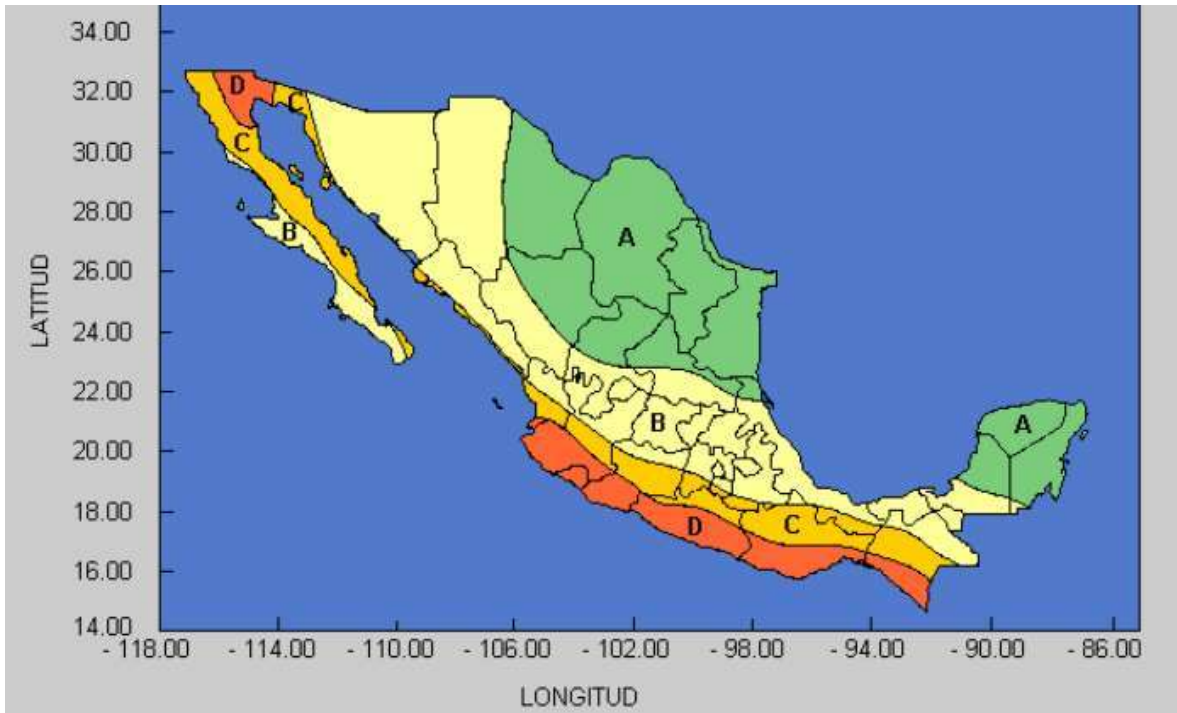 34.00
32.00
30.00
28.00
26.00
24.00
22.00
20.00
18.00
16.00
14.00
LATITUD
D
C
C
B
A
A
B
C
D
- 118.00 - 114.00 - 110.00 - 106.00 - 102.00 - 98.00 - 94.00 - 90.00 - 86.00
LONGITUD